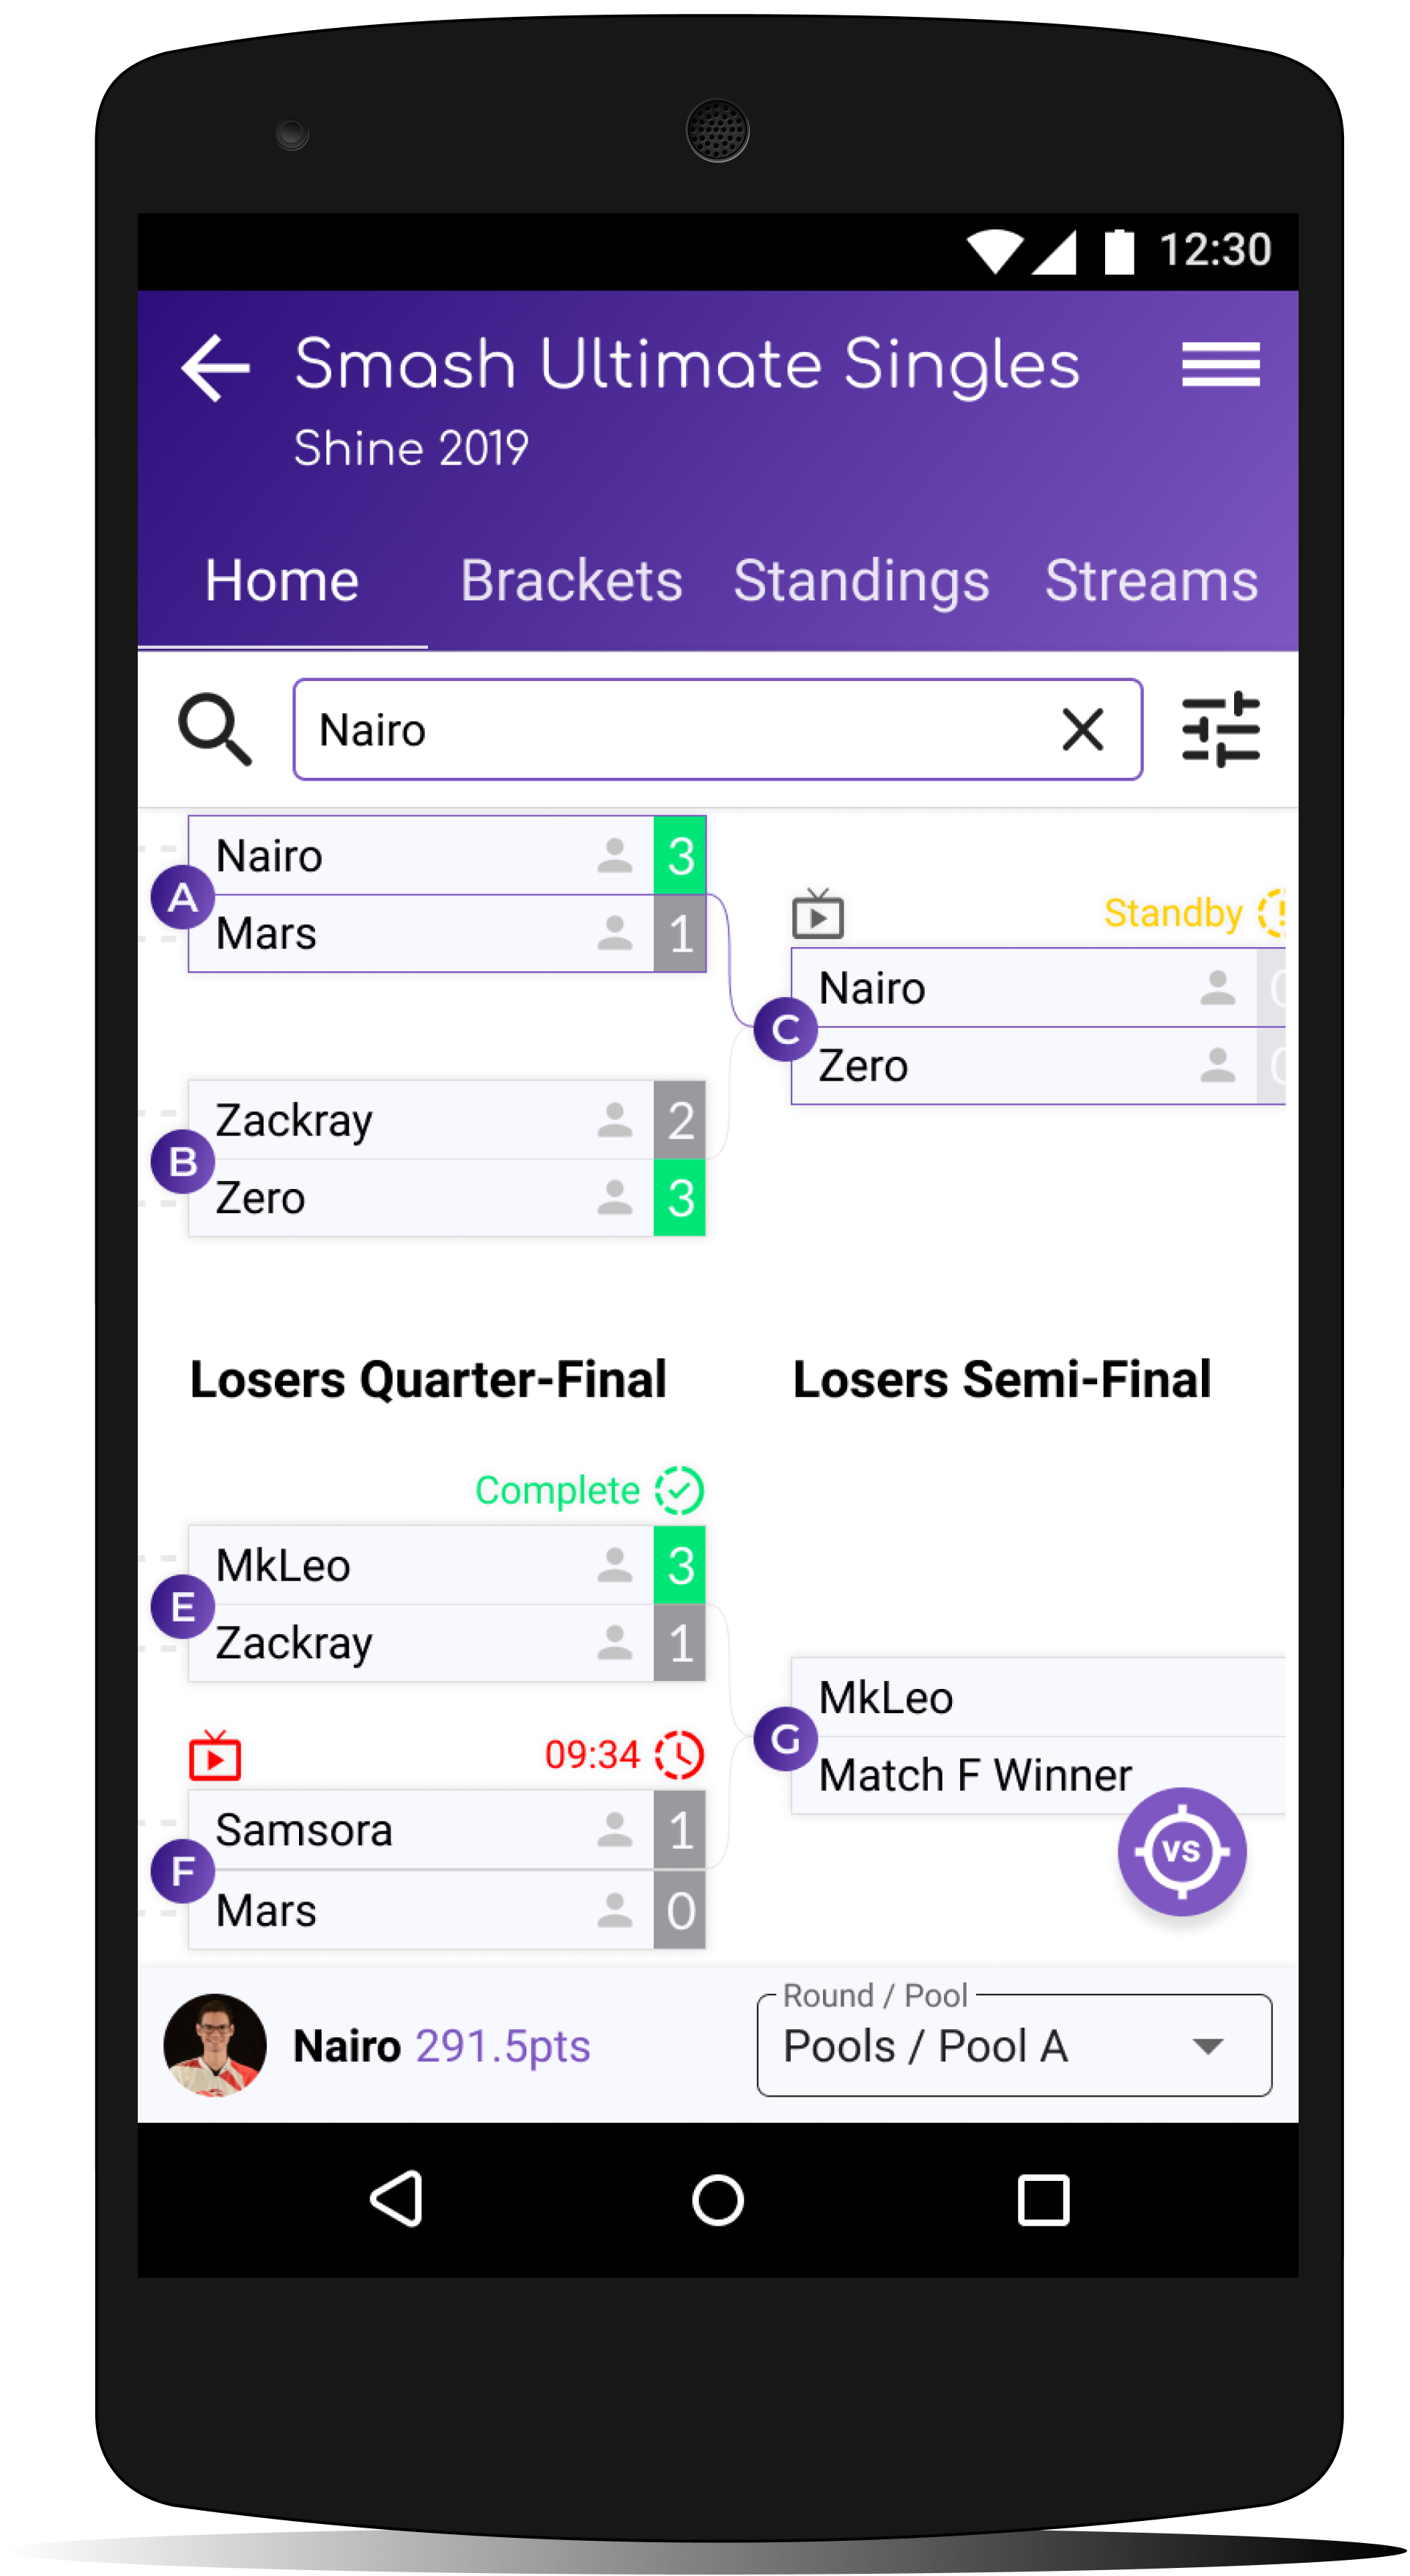 12:30
Smash Ultimate Singles
Shine 2019
Home Brackets Standings Streams
Nairo
A
Nairo 3
Mars 1
Standby
C
Nairo 0
Zero 0
B
Zackray 2
Zero 3
Losers Quarter-Final
Losers Semi-Final
Complete
E
MkLeo 3
Zackray 1
09:34
F
Samsora 1
Mars 0
G
MkLeo
Match F Winner
VS
Nairo 291.5pts
Round / Pool
Pools / Pool A